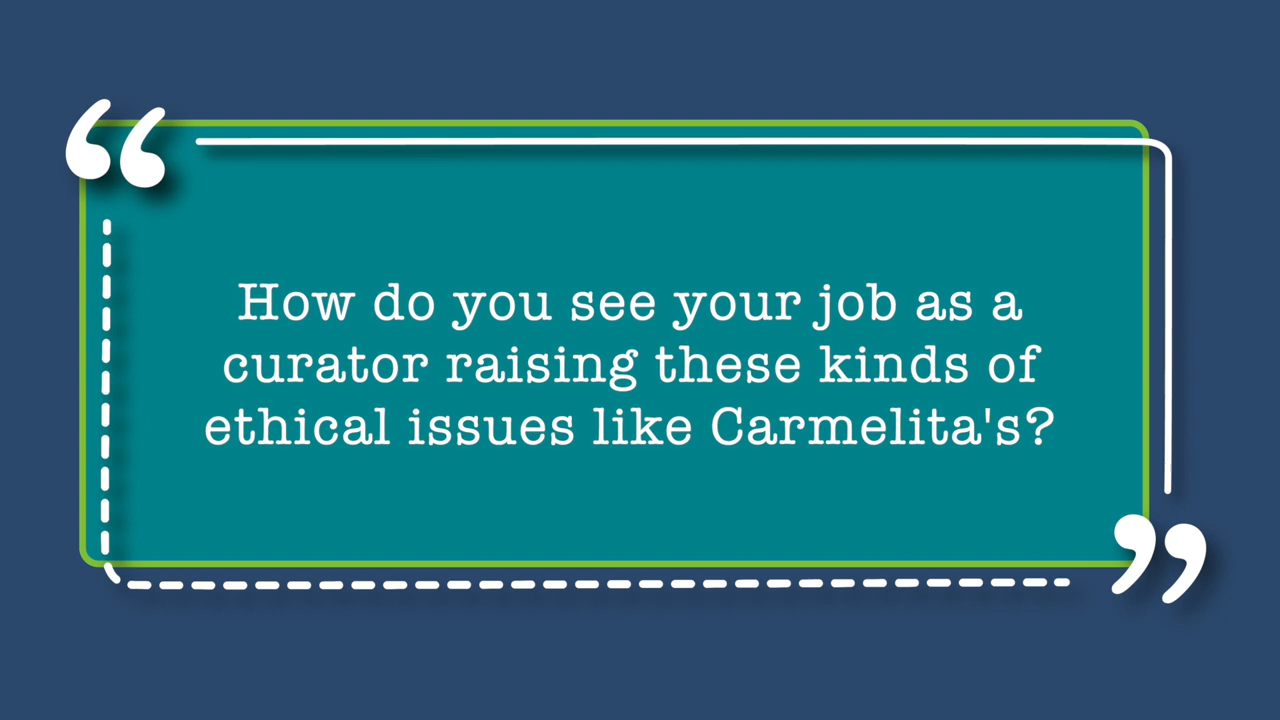 “
How do you see your job as a
curator raising these kinds of
ethical issues like Carmelita's?
”